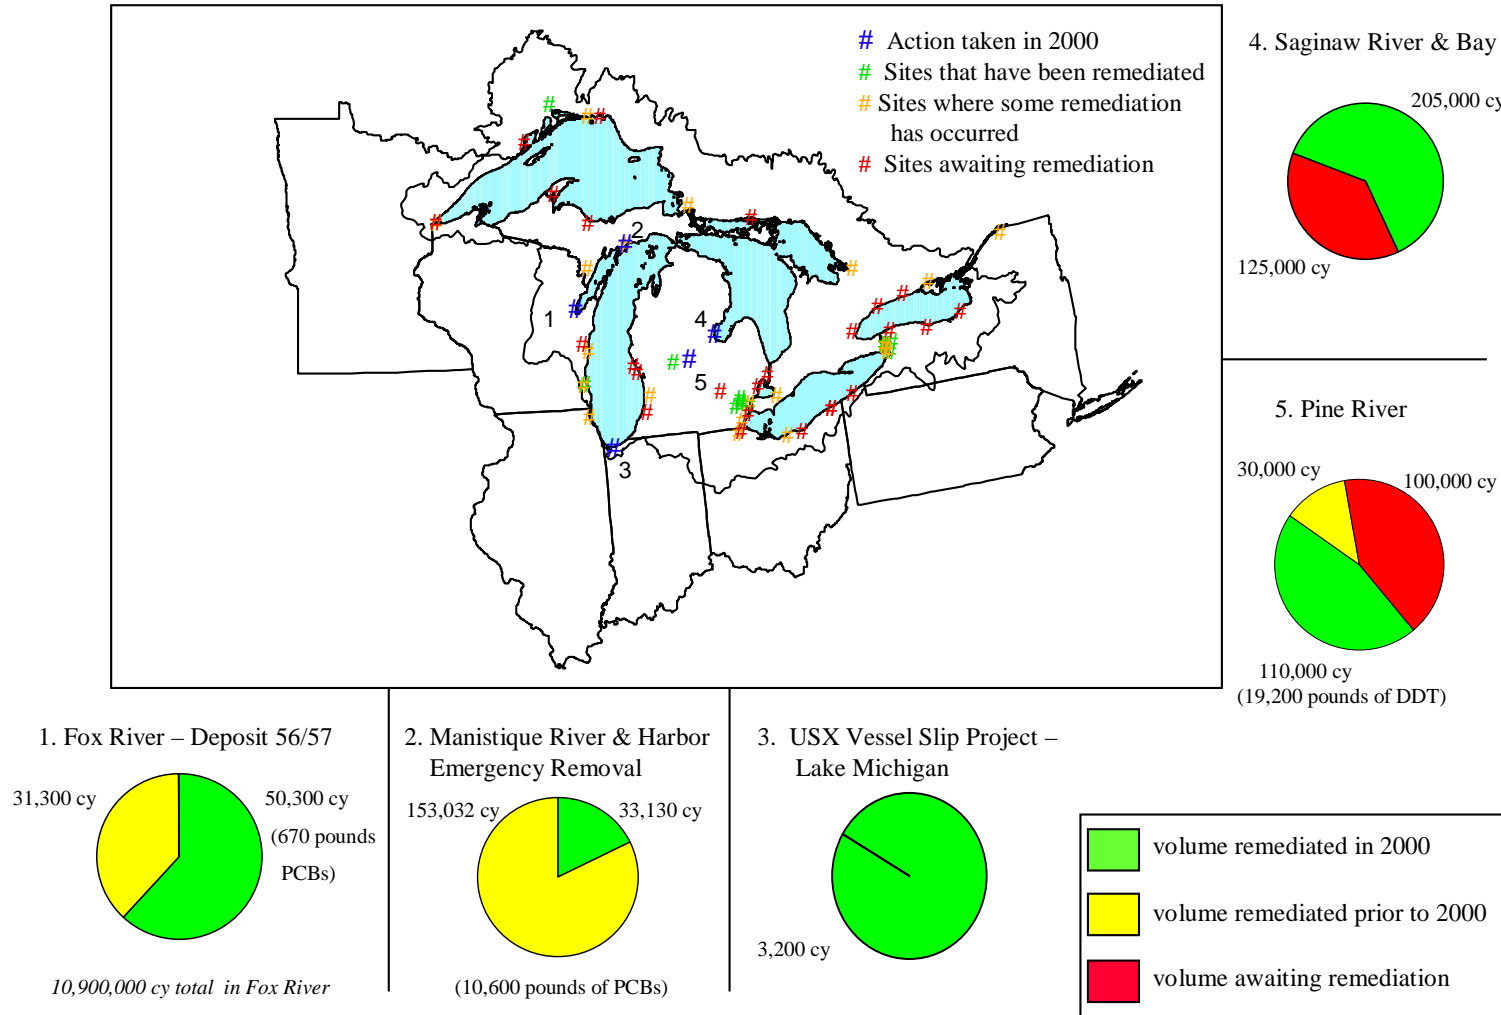 # Action taken in 2000
# Sites that have been remediated
# Sites where some remediation
has occurred
# Sites awaiting remediation
1
2
3
4
5
4. Saginaw River & Bay
205,000 cy
125,000 cy
5. Pine River
30,000 cy
100,000 cy
110,000 cy
(19,200 pounds of DDT)
1. Fox River – Deposit 56/57
31,300 cy
50,300 cy
(670 pounds
PCBs)
10,900,000 cy total in Fox River
2. Manistique River & Harbor
Emergency Removal
153,032 cy
33,130 cy
(10,600 pounds of PCBs)
3. USX Vessel Slip Project –
Lake Michigan
3,200 cy
volume remediated in 2000
volume remediated prior to 2000
volume awaiting remediation